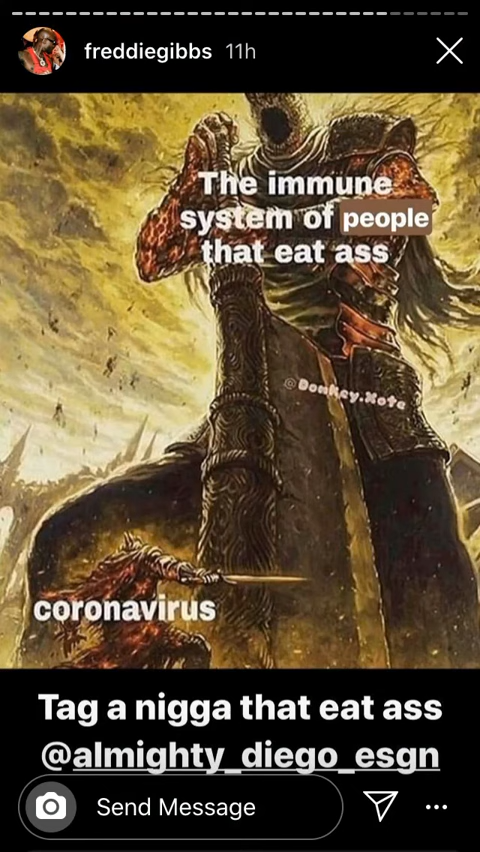 freddiegibbs 11h
The immune
system of people
that eat ass
@Donkey.Xote
coronavirus
Tag a nigga that eat ass
@almighty_diego_esgn
Send Message